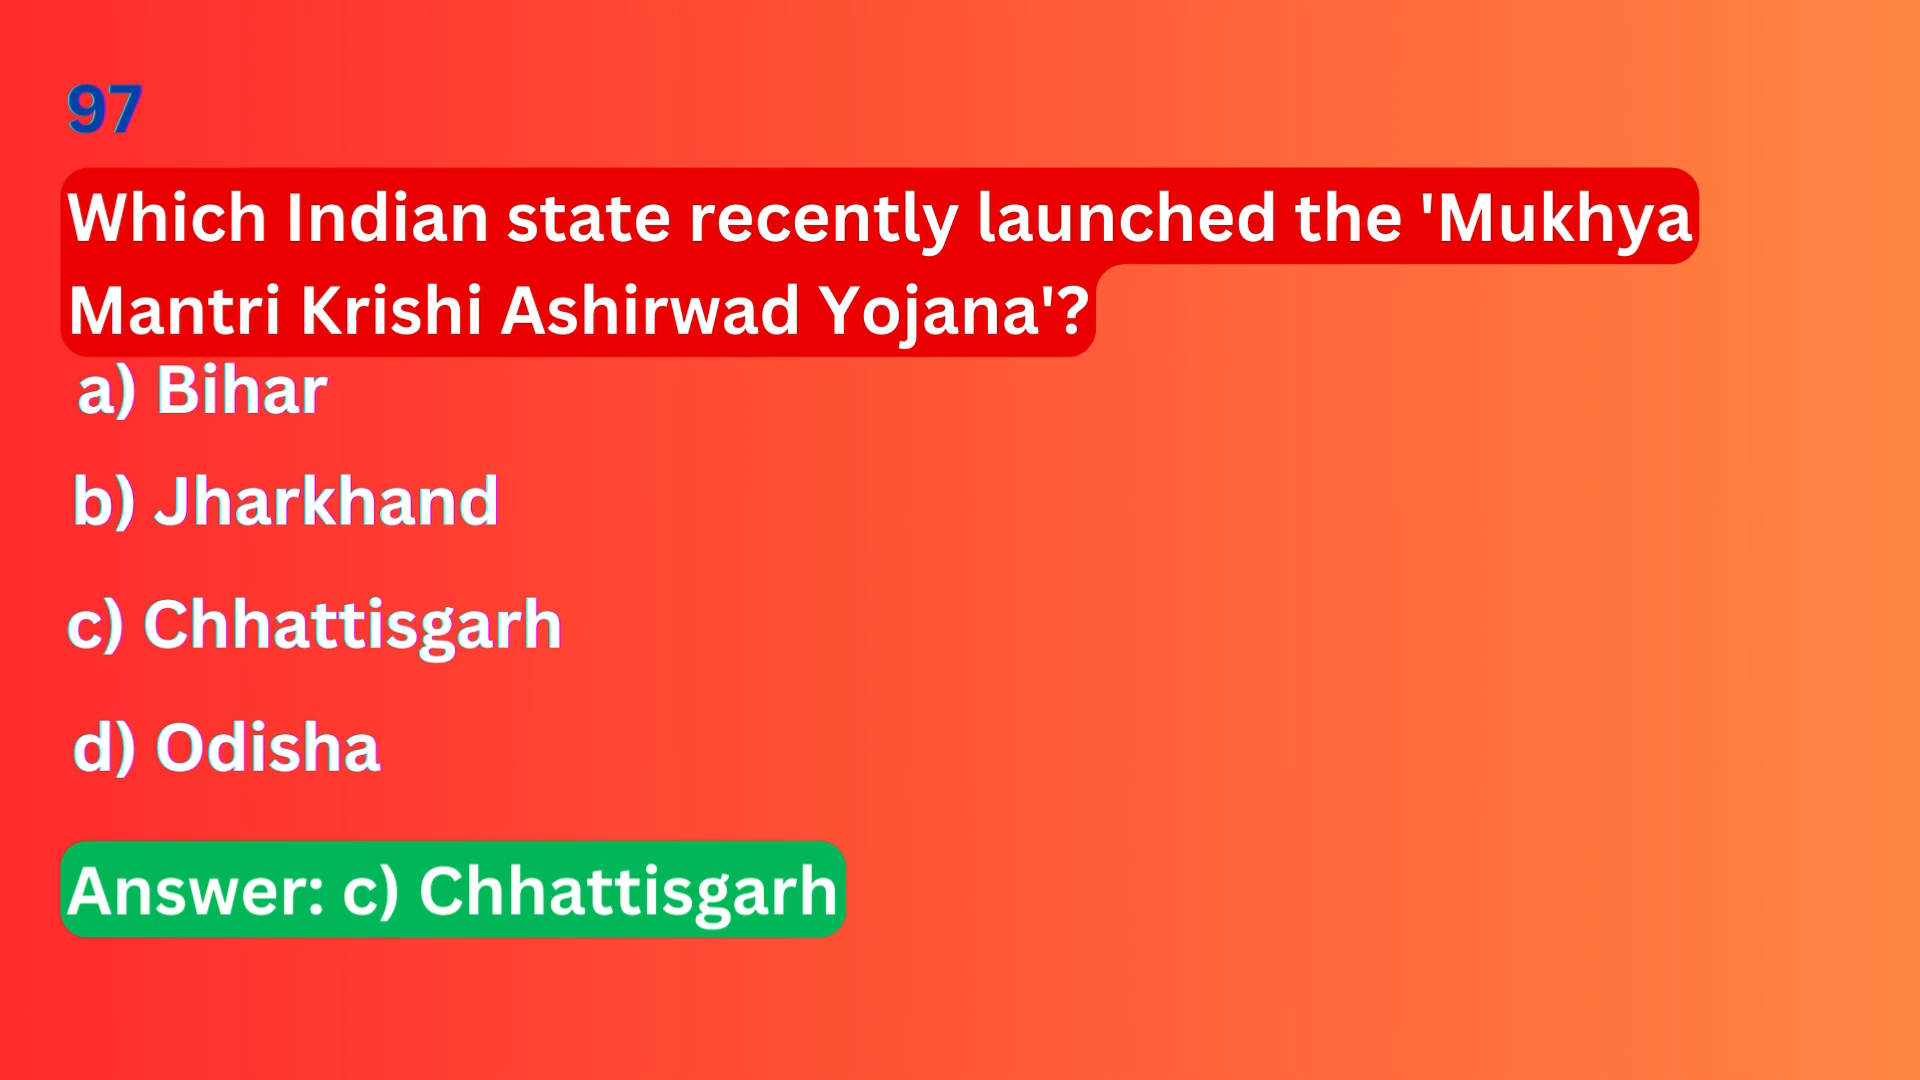 97
Which Indian state recently launched the 'Mukhya
Mantri Krishi Ashirwad Yojana'?
a) Bihar
b) Jharkhand
c) Chhattisgarh
d) Odisha
Answer: c) Chhattisgarh